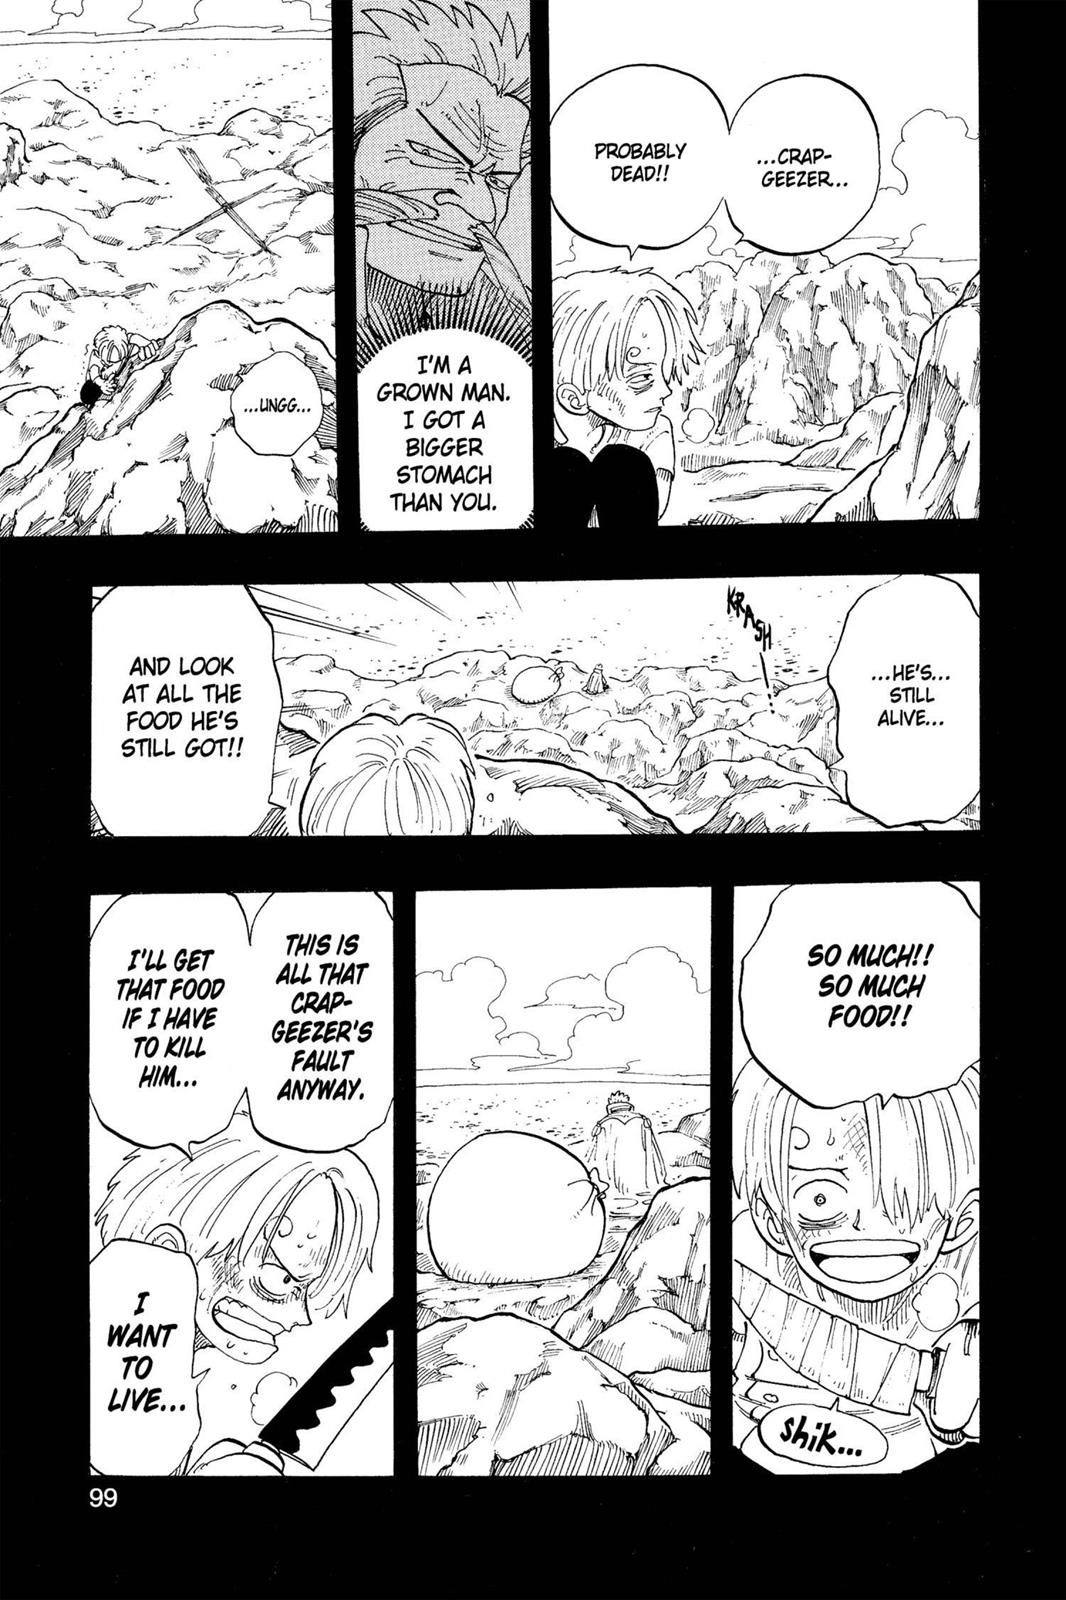 ...CRAP-
GEEZER...
PROBABLY
DEAD!!
I'M A
GROWN MAN.
I GOT A
BIGGER
STOMACH
THAN YOU.
...UNGG...
...HE'S...
STILL
ALIVE...
KRASH
AND LOOK
AT ALL THE
FOOD HE'S
STILL GOT!!
SO MUCH!!
SO MUCH
FOOD!!
Shik...
THIS IS
ALL THAT
CRAP-
GEEZER'S
FAULT
ANYWAY.
I'LL GET
THAT FOOD
IF I HAVE
TO KILL
HIM...
I
WANT
TO
LIVE...
99